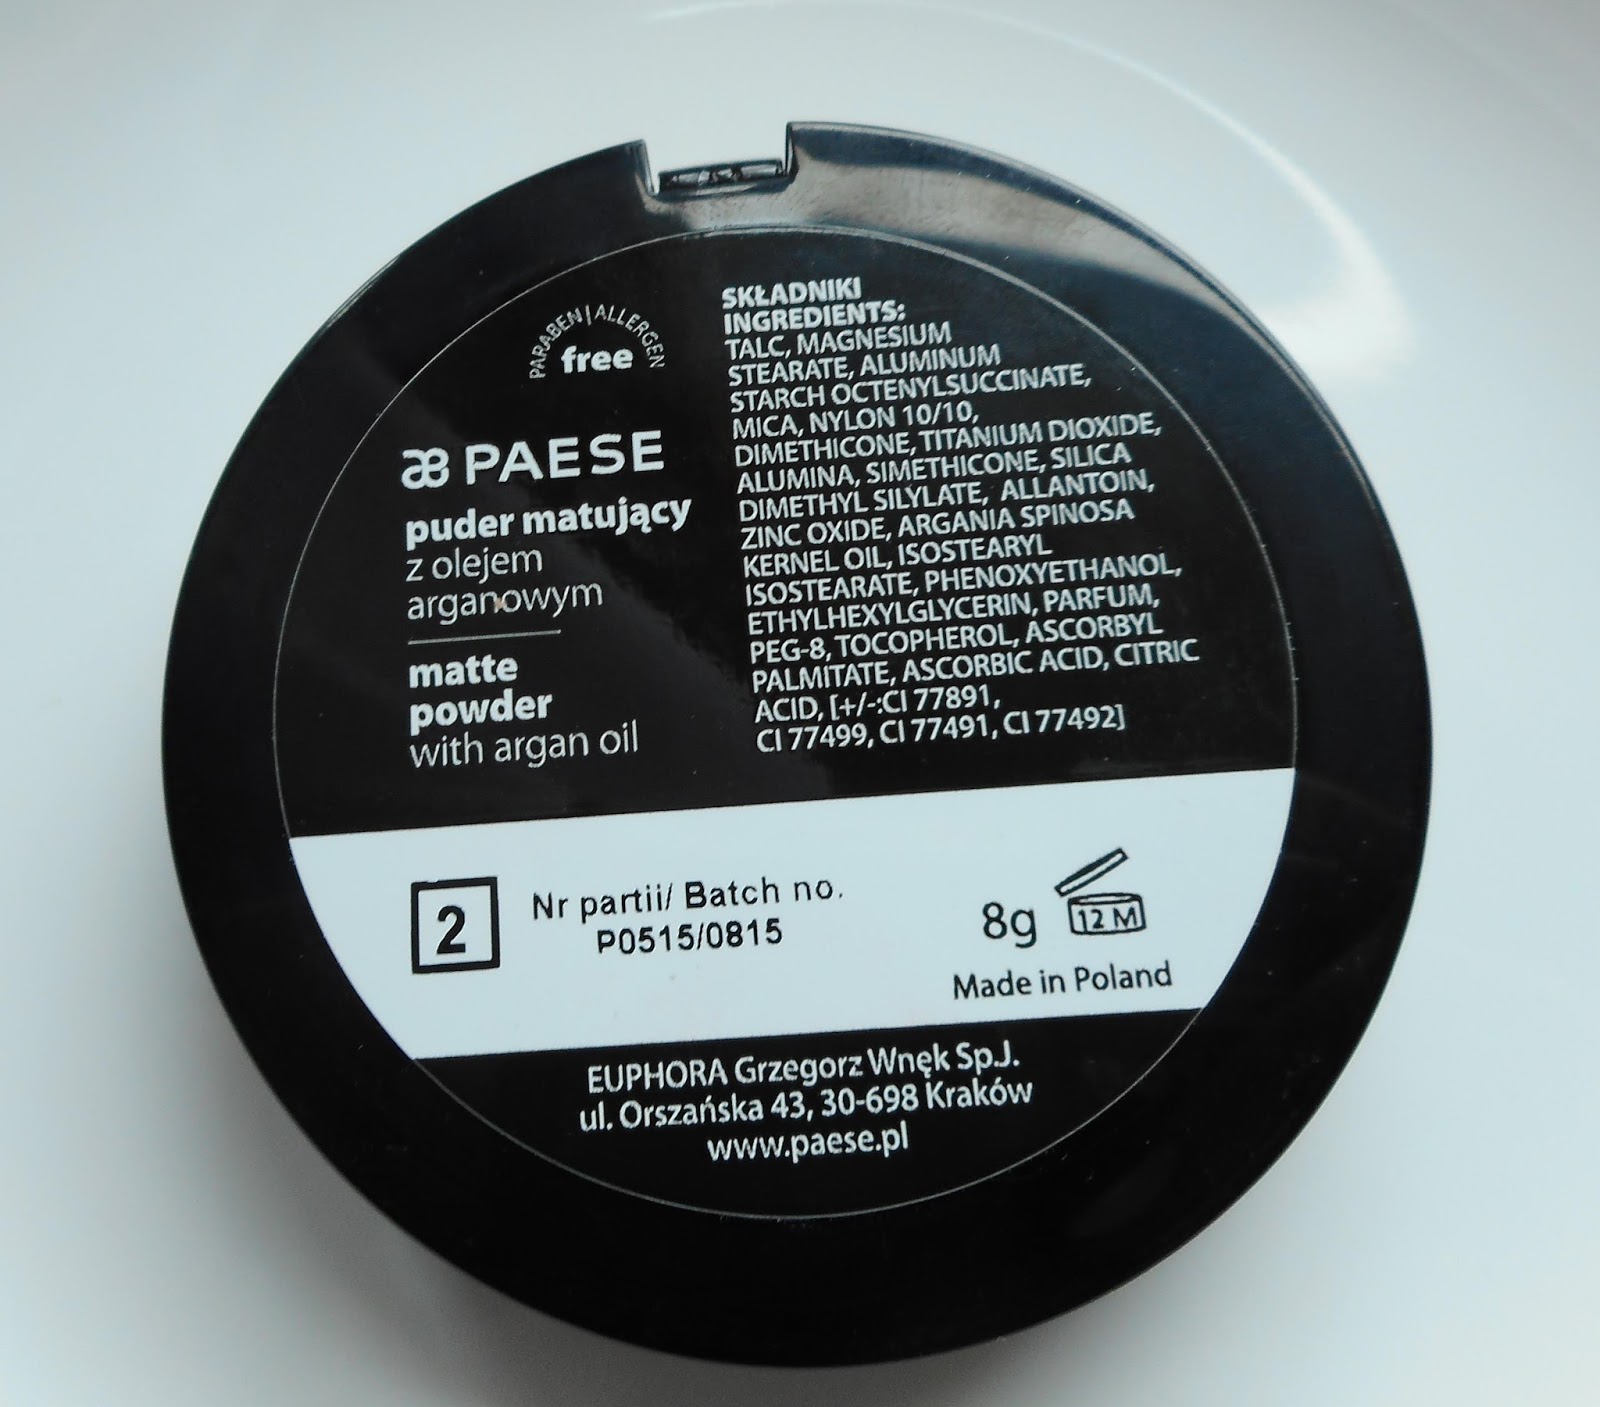 PARABEN|ALLERGEN
free
PAESE
puder matujący
z olejem
arganowym
matte
powder
with argan oil
SKŁADNIKI
INGREDIENTS:
TALC, MAGNESIUM
STEARATE, ALUMINUM
STARCH OCTENYLSUCCINATE,
MICA, NYLON 10/10,
DIMETHICONE, TITANIUM DIOXIDE,
ALUMINA, SIMETHICONE, SILICA
DIMETHYL SILYLATE, ALLANTOIN,
ZINC OXIDE, ARGANIA SPINOSA
KERNEL OIL, ISOSTEARYL
ISOSTEARATE, PHENOXYETHANOL,
ETHYLHEXYLGLYCERIN, PARFUM,
PEG-8, TOCOPHEROL, ASCORBYL
PALMITATE, ASCORBIC ACID, CITRIC
ACID, [+/-:CI 77891,
CI 77499, CI 77491, CI 77492]
2
Nr partii/ Batch no.
P0515/0815
8g
12 M
Made in Poland
EUPHORA Grzegorz Wnęk Sp.J.
ul. Orszańska 43, 30-698 Kraków
www.paese.pl